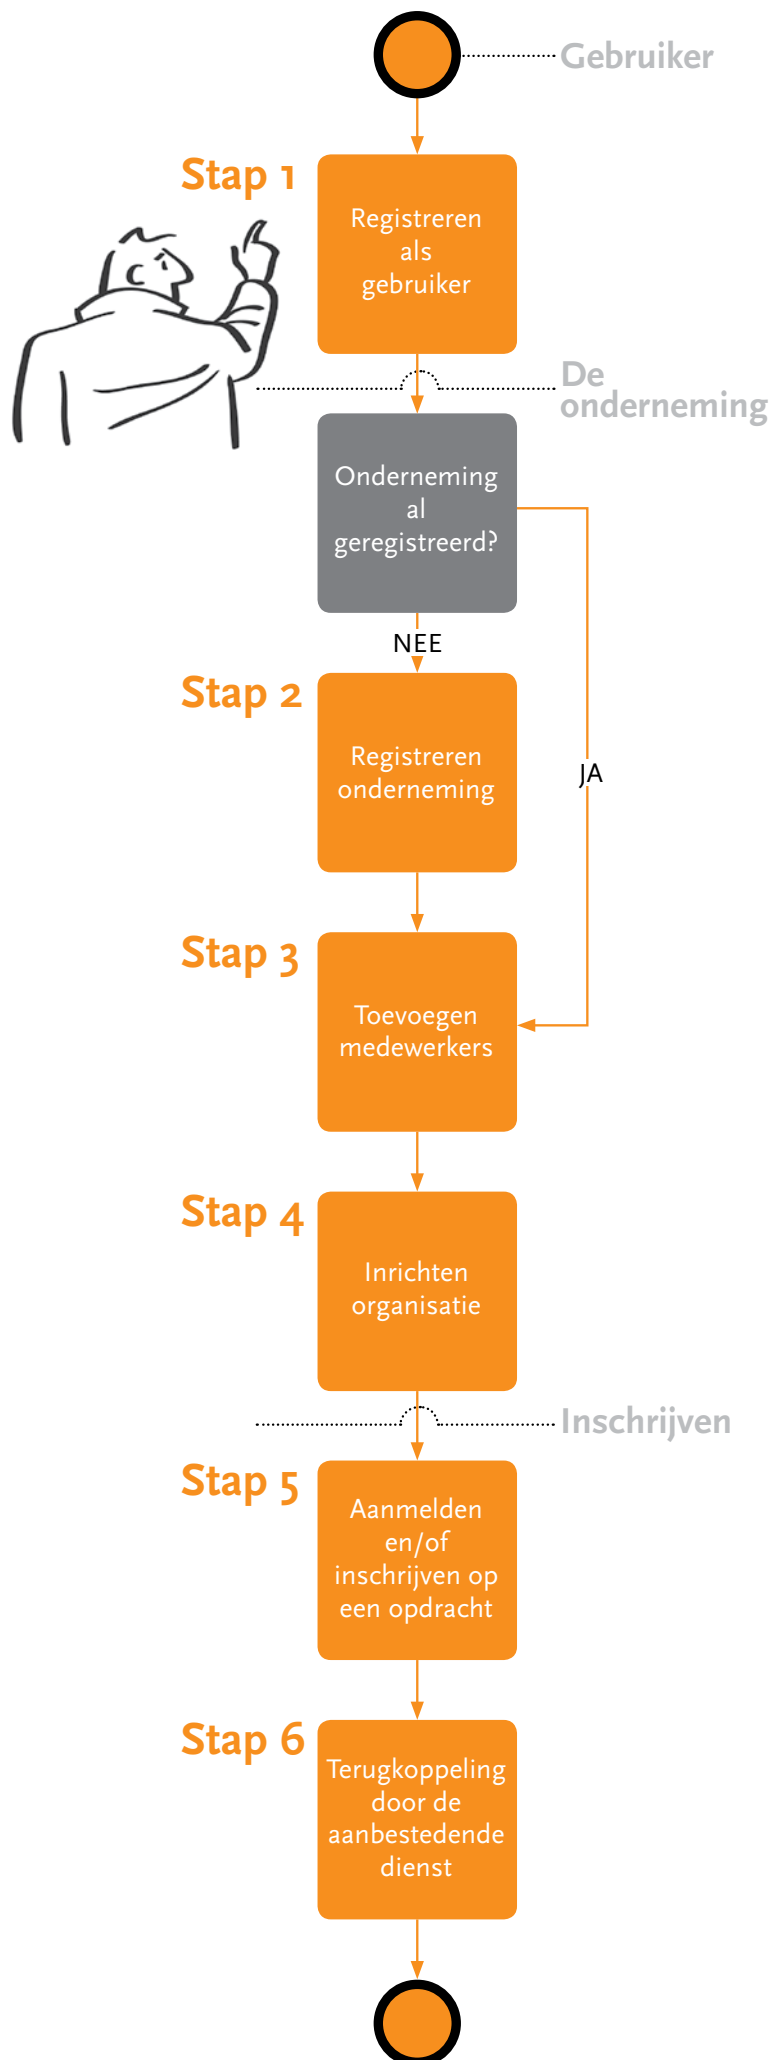 Gebruiker
Stap 1
Registreren
als
gebruiker
De
onderneming
Onderneming
al
geregistreerd?
NEE
Stap 2
Registreren
onderneming
JA
Stap 3
Toevoegen
medewerkers
Stap 4
Inrichten
organisatie
Inschrijven
Stap 5
Aanmelden
en/of
inschrijven op
een opdracht
Stap 6
Terugkoppeling
door de
aanbestedende
dienst